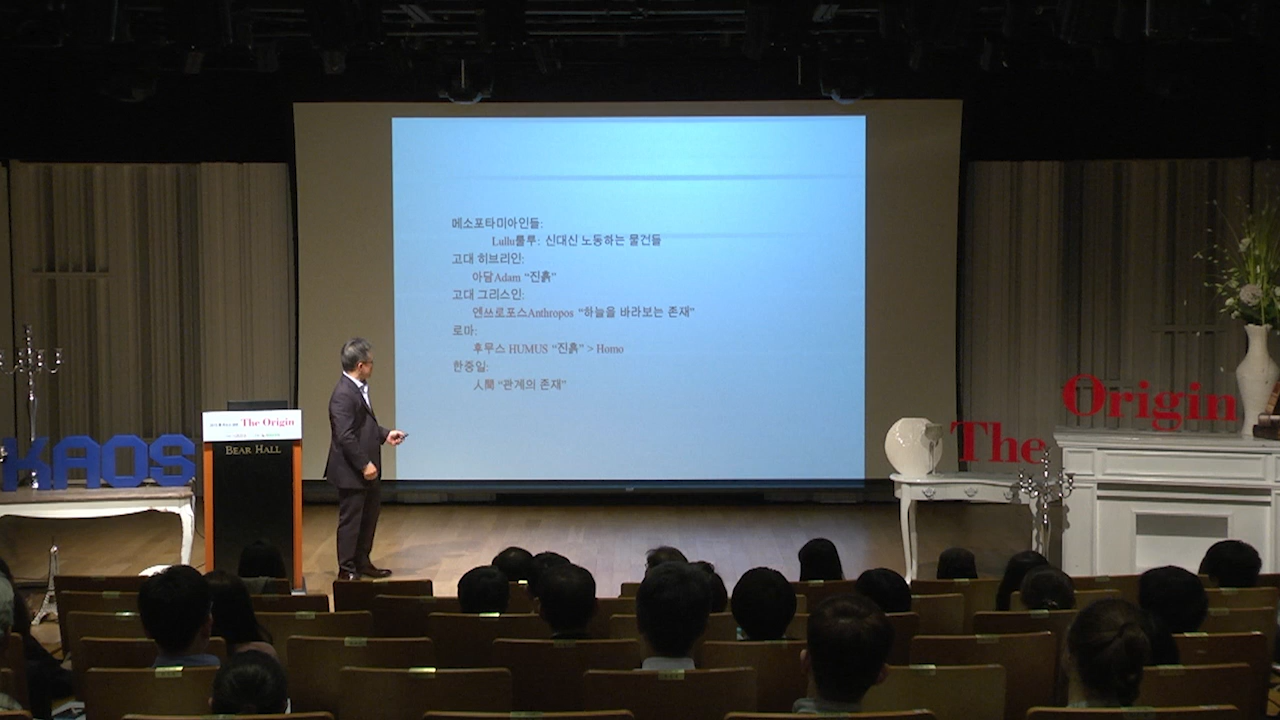 메소포타미아인들:
Lullu룰루: 신대신 노동하는 물건들
고대 히브리인:
아담Adam “진흙”
고대 그리스인:
엔쓰로포스Anthropos “하늘을 바라보는 존재”
로마:
후무스 HUMUS “진흙” > Homo
한중일:
人間 “관계의 존재”
The Origin
BEAR HALL
KAOS
The Origin